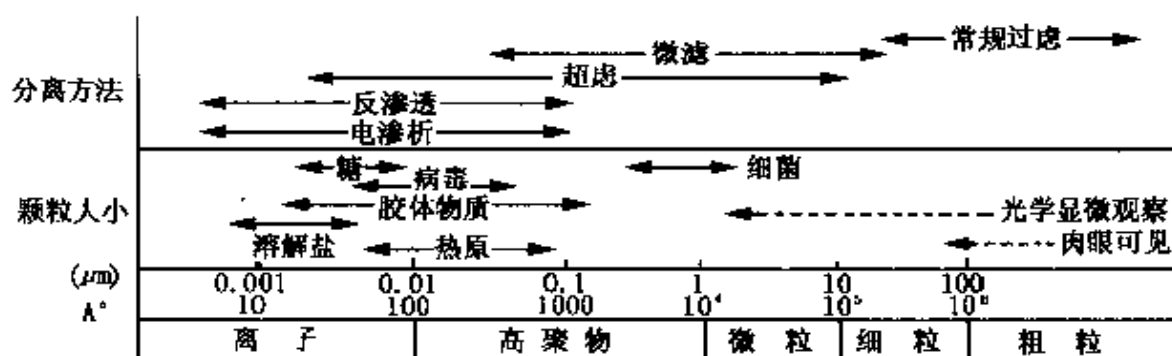 常规过虑
微滤
分离方法
超虑
反渗透
电渗析
糖
细菌
病毒
颗粒人小
胶体物质
光学显微观察
溶解盐
热原
肉眼可见
(μm) 0.001 0.01 0.1 1 10 100
A° 10 100 1000 10⁴ 10⁵ 10⁶
离子 高聚物 微粒 细粒 粗粒